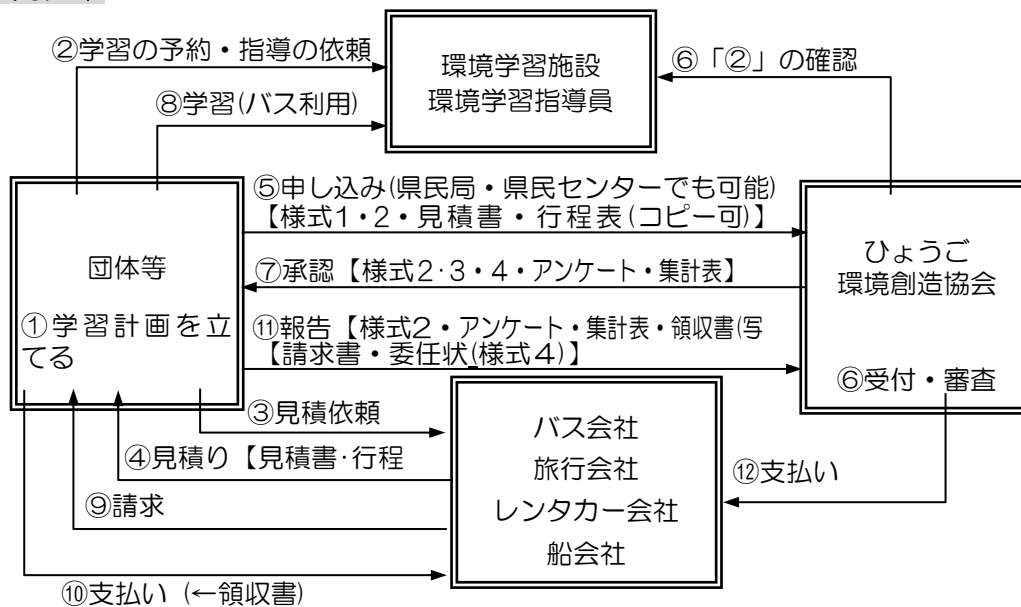 ②学習の予約・指導の依頼
環境学習施設
環境学習指導員
⑥「②」の確認
⑧学習(バス利用)
⑤申し込み(県民局・県民センターでも可能)
【様式1・2・見積書・行程表(コピー可)】
団体等
①学習計画を立
てる
ひょうご
環境創造協会
⑥受付・審査
⑦承認【様式2・3・4・アンケート・集計表】
⑪報告【様式2・アンケート・集計表・領収書(写
【請求書・委任状(様式4)】
③見積依頼
④見積り【見積書・行程
バス会社
旅行会社
レンタカー会社
船会社
⑫支払い
⑨請求
⑩支払い (←領収書)